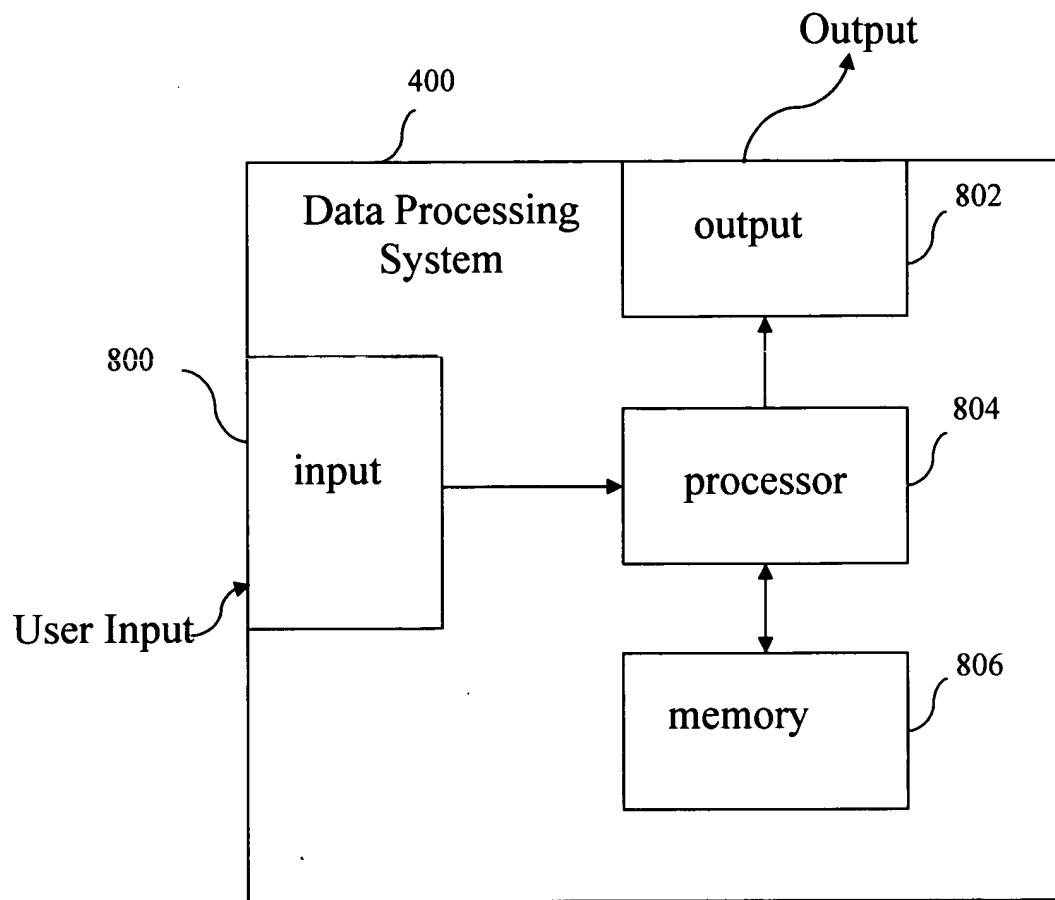 Output
400
Data Processing
System
output
802
800
input
processor
804
User Input
memory
806